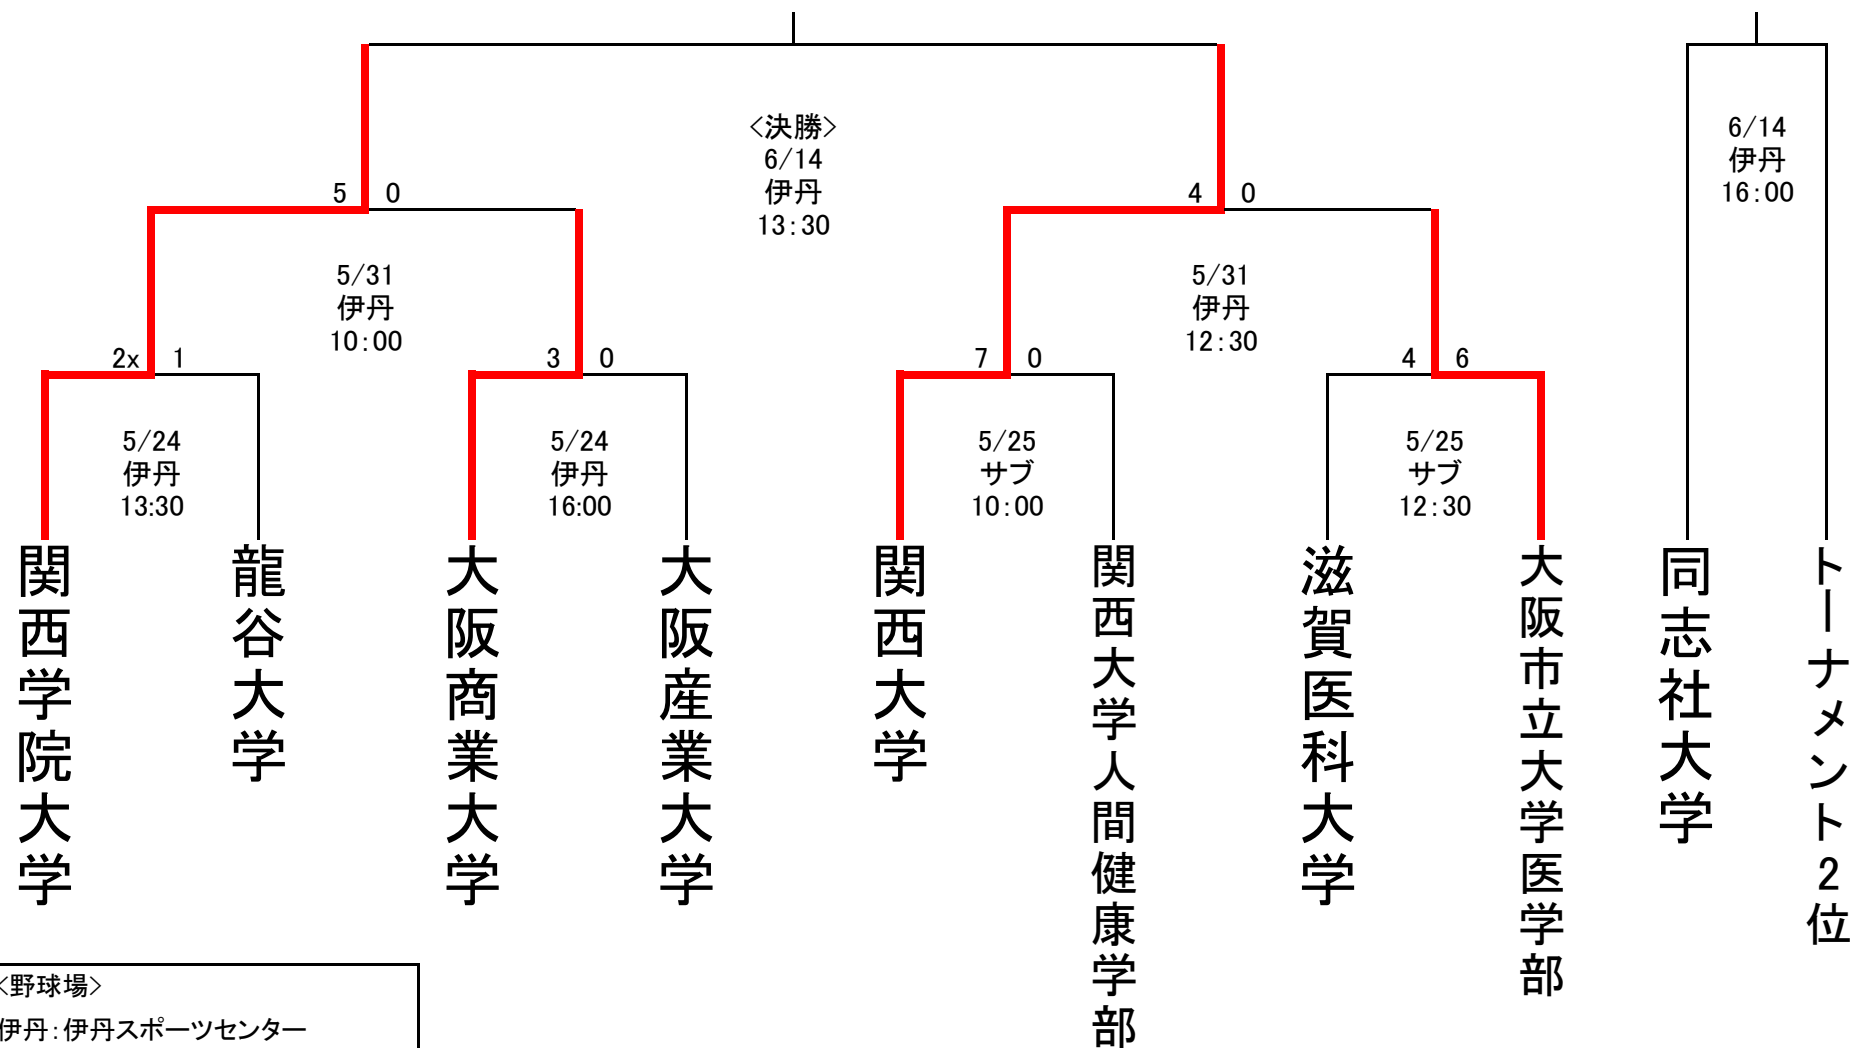 <決勝>
6/14
伊丹
13:30
6/14
伊丹
16:00
5 0
4 0
5/31
伊丹
10:00
5/31
伊丹
12:30
2x 1
3 0
7 0
4 6
5/24
伊丹
13:30
5/24
伊丹
16:00
5/25
サブ
10:00
5/25
サブ
12:30
関西学院大学
龍谷大学
大阪商業大学
大阪産業大学
関西大学
関西大学人間健康学部
滋賀医科大学
大阪市立大学医学部
同志社大学
トーナメント2位
<野球場>
伊丹:伊丹スポーツセンター